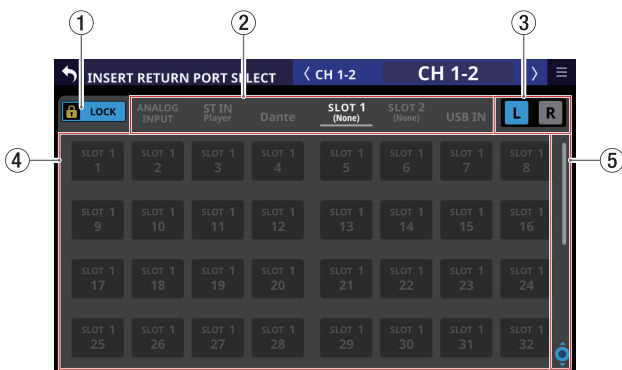 1 2 3
INSERT RETURN PORT SELECT 〈 CH 1-2 CH 1-2 〉 ≡
LOCK ANALOG INPUT ST IN Player Dante SLOT 1 (None) SLOT 2 (None) USB IN L R
4 5
SLOT 1 SLOT 1 SLOT 1 SLOT 1 SLOT 1 SLOT 1 SLOT 1 SLOT 1
1 2 3 4 5 6 7 8
SLOT 1 SLOT 1 SLOT 1 SLOT 1 SLOT 1 SLOT 1 SLOT 1 SLOT 1
9 10 11 12 13 14 15 16
SLOT 1 SLOT 1 SLOT 1 SLOT 1 SLOT 1 SLOT 1 SLOT 1 SLOT 1
17 18 19 20 21 22 23 24
SLOT 1 SLOT 1 SLOT 1 SLOT 1 SLOT 1 SLOT 1 SLOT 1 SLOT 1
25 26 27 28 29 30 31 32